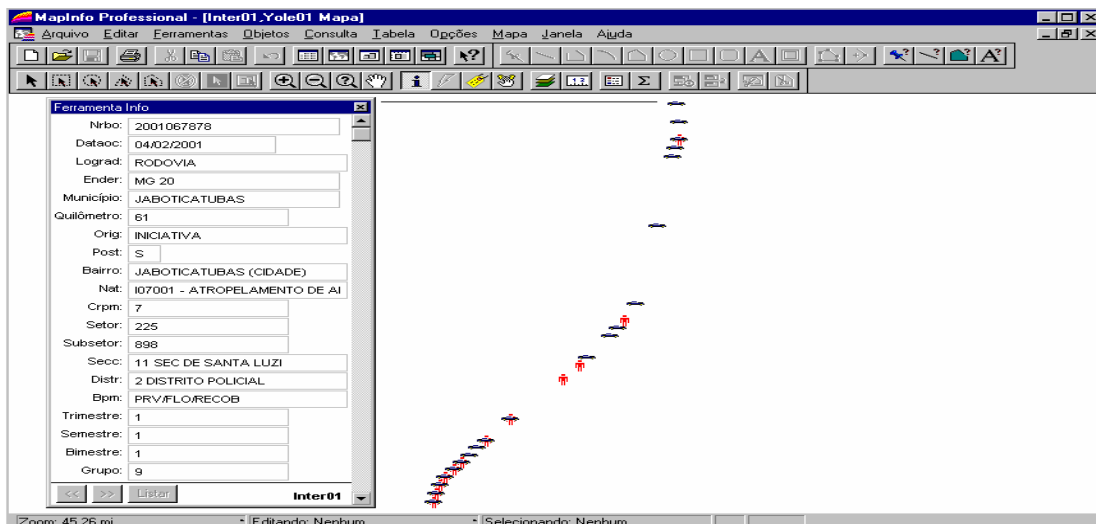 MapInfo Professional - [Inter01,Yole01 Mapa]
Arquivo Editar Ferramentas Objetos Consulta Tabela Opções Mapa Janela Ajuda
Ferramenta Info
Nrbo: 2001067878
Dataoc: 04/02/2001
Lograd: RODOVIA
Ender: MG 20
Município: JABOTICATUBAS
Quilômetro: 61
Orig: INICIATIVA
Post: S
Bairro: JABOTICATUBAS (CIDADE)
Nat: I07001 - ATROPELAMENTO DE AI
Crpm: 7
Setor: 225
Subsetor: 898
Secc: 11 SEC DE SANTA LUZI
Distr: 2 DISTRITO POLICIAL
Bpm: PRV/FLO/RECOB
Trimestre: 1
Semestre: 1
Bimestre: 1
Grupo: 9
<< >> Listar Inter01
Zoom: 45,26 mi Editando: Nenhum Selecionando: Nenhum